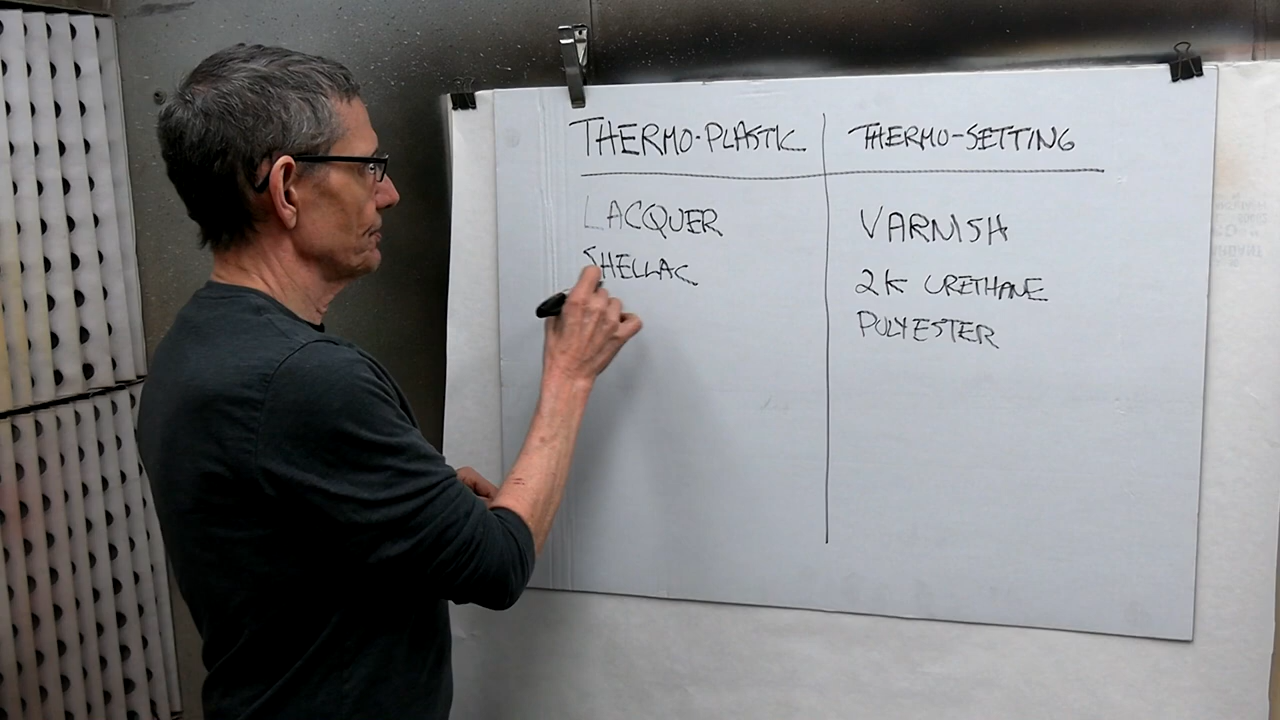 THERMO-PLASTIC
THERMO-SETTING
LACQUER
SHELLAC
VARNISH
2K URETHANE
POLYESTER